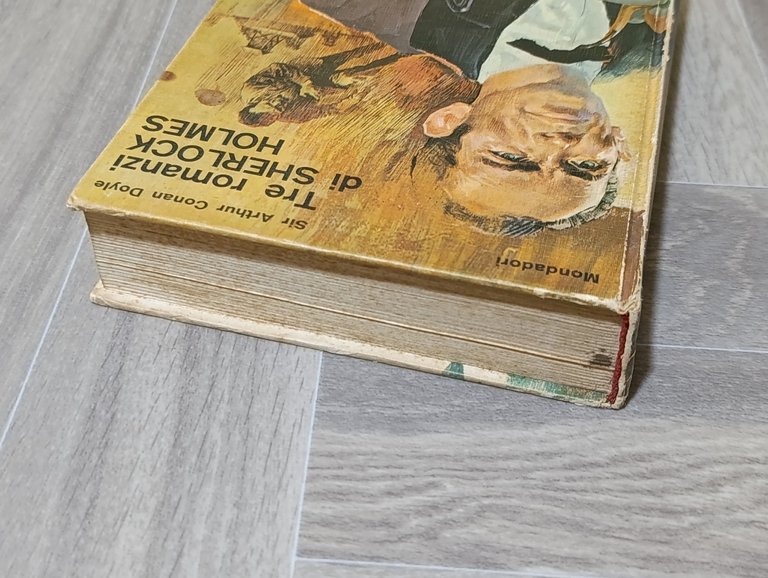 Mondadori
Sir Arthur Conan Doyle
Tre romanzi
di SHERLOCK
HOLMES